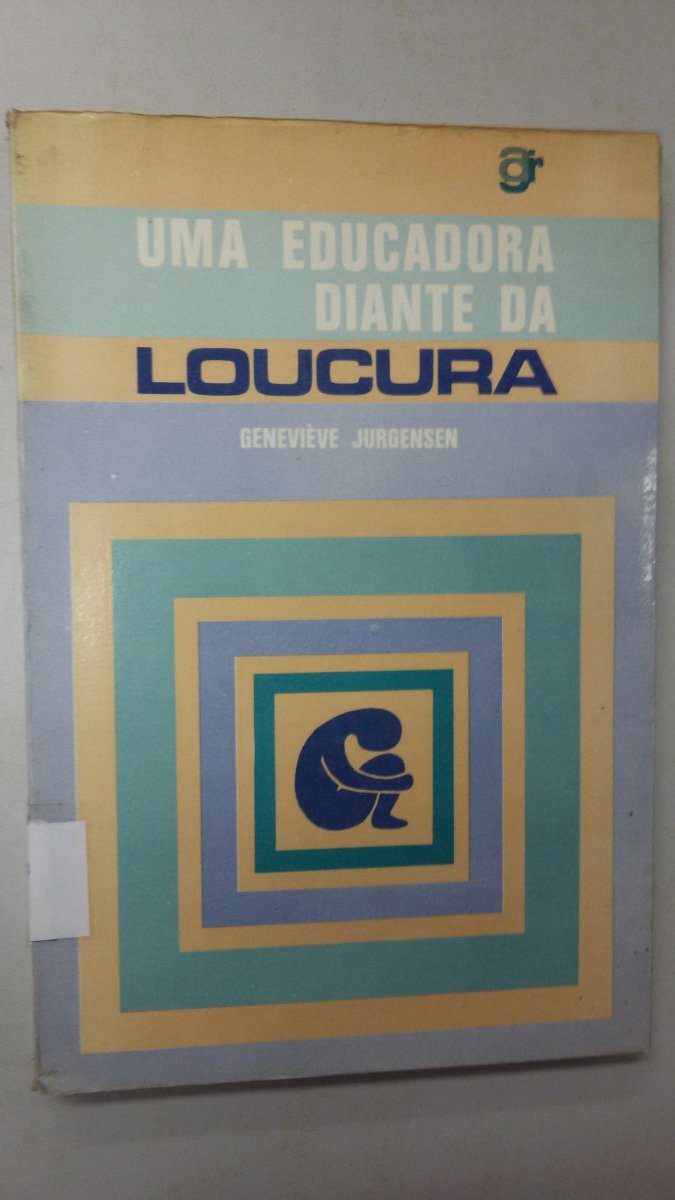 agir
UMA EDUCADORA
DIANTE DA
LOUCURA
GENEVIÈVE JURGENSEN